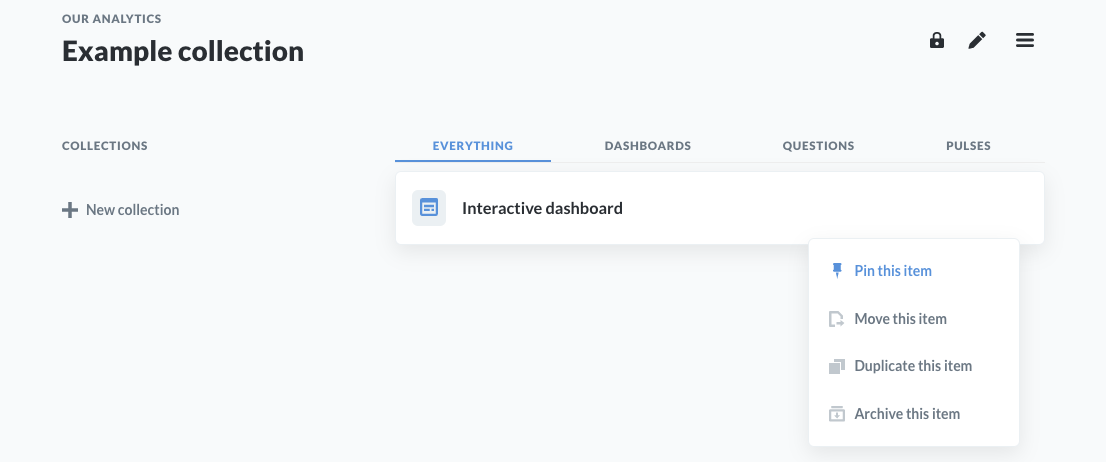 OUR ANALYTICS
Example collection
COLLECTIONS
EVERYTHING
DASHBOARDS
QUESTIONS
PULSES
New collection
Interactive dashboard
Pin this item
Move this item
Duplicate this item
Archive this item